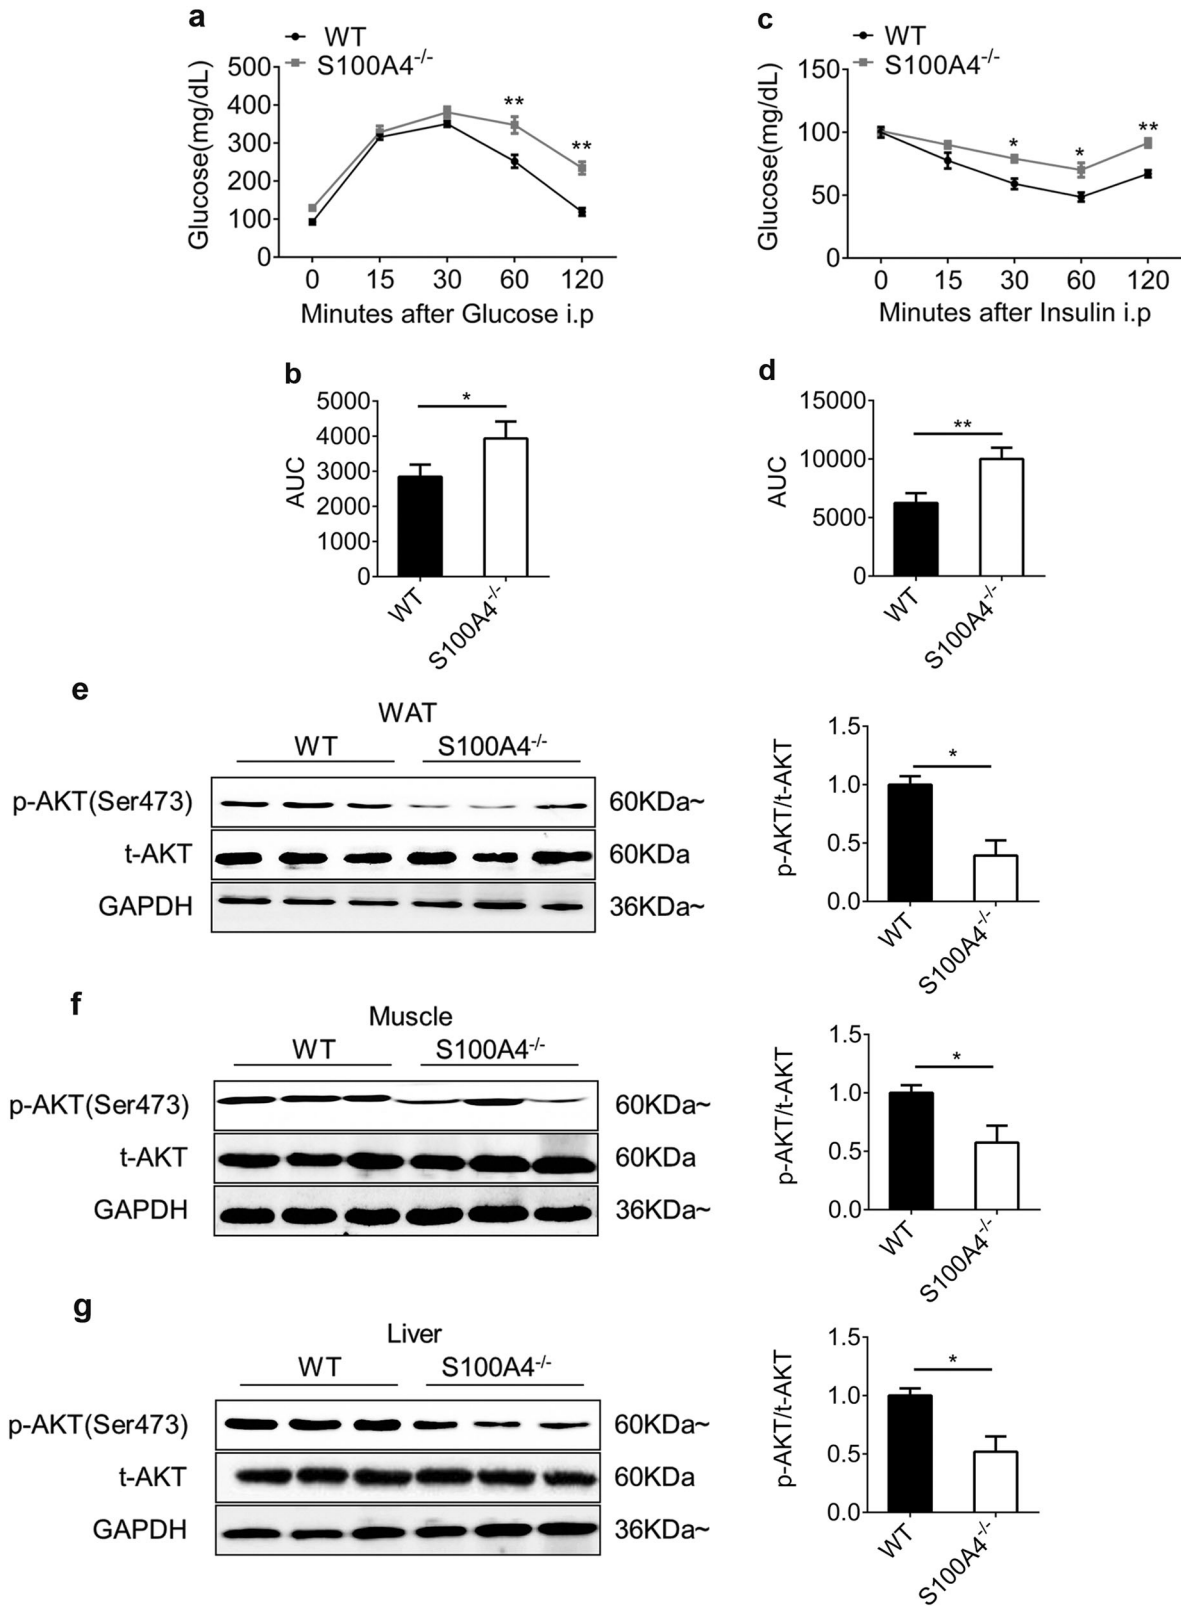 a
WT
S100A4-/-
Glucose(mg/dL)
500
400
300
200
100
0
**
**
0 15 30 60 120
Minutes after Glucose i.p
c
WT
S100A4-/-
Glucose(mg/dL)
150
100
50
0
*
*
**
0 15 30 60 120
Minutes after Insulin i.p
b
AUC
5000
4000
3000
2000
1000
0
*
WT
S100A4-/-
d
AUC
15000
10000
5000
0
**
WT
S100A4-/-
e
WAT
WT S100A4-/-
p-AKT(Ser473) 60KDa~
t-AKT 60KDa
GAPDH 36KDa~
p-AKT/t-AKT
1.5
1.0
0.5
0.0
*
WT
S100A4-/-
f
Muscle
WT S100A4-/-
p-AKT(Ser473) 60KDa~
t-AKT 60KDa
GAPDH 36KDa~
p-AKT/t-AKT
1.5
1.0
0.5
0.0
*
WT
S100A4-/-
g
Liver
WT S100A4-/-
p-AKT(Ser473) 60KDa~
t-AKT 60KDa
GAPDH 36KDa~
p-AKT/t-AKT
1.5
1.0
0.5
0.0
*
WT
S100A4-/-